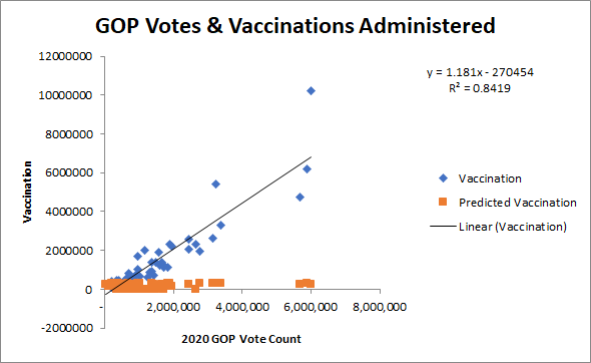 GOP Votes & Vaccinations Administered
12000000
10000000
8000000
6000000
4000000
2000000
0
-2000000
Vaccination
-
2,000,000
4,000,000
6,000,000
8,000,000
2020 GOP Vote Count
y = 1.181x - 270454
R² = 0.8419
Vaccination
Predicted Vaccination
Linear (Vaccination)